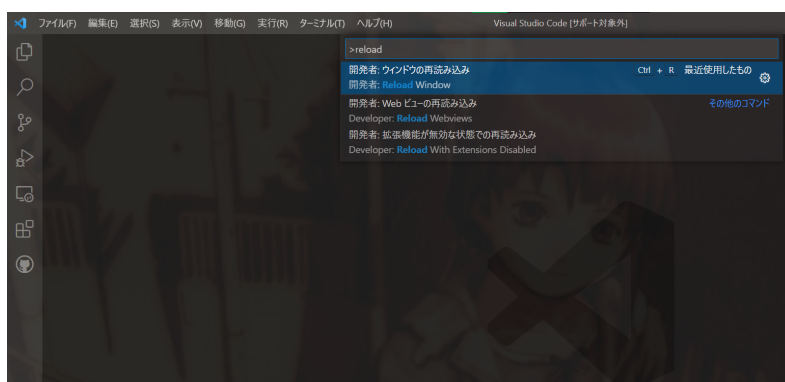 ファイル(F) 編集(E) 選択(S) 表示(V) 移動(G) 実行(R) ターミナル(T) ヘルプ(H) Visual Studio Code [サポート対象外]
>reload
開発者: ウィンドウの再読み込み Ctrl + R 最近使用したもの
開発者: Reload Window
開発者: Web ビューの再読み込み その他のコマンド
Developer: Reload Webviews
開発者: 拡張機能が無効な状態での再読み込み
Developer: Reload With Extensions Disabled